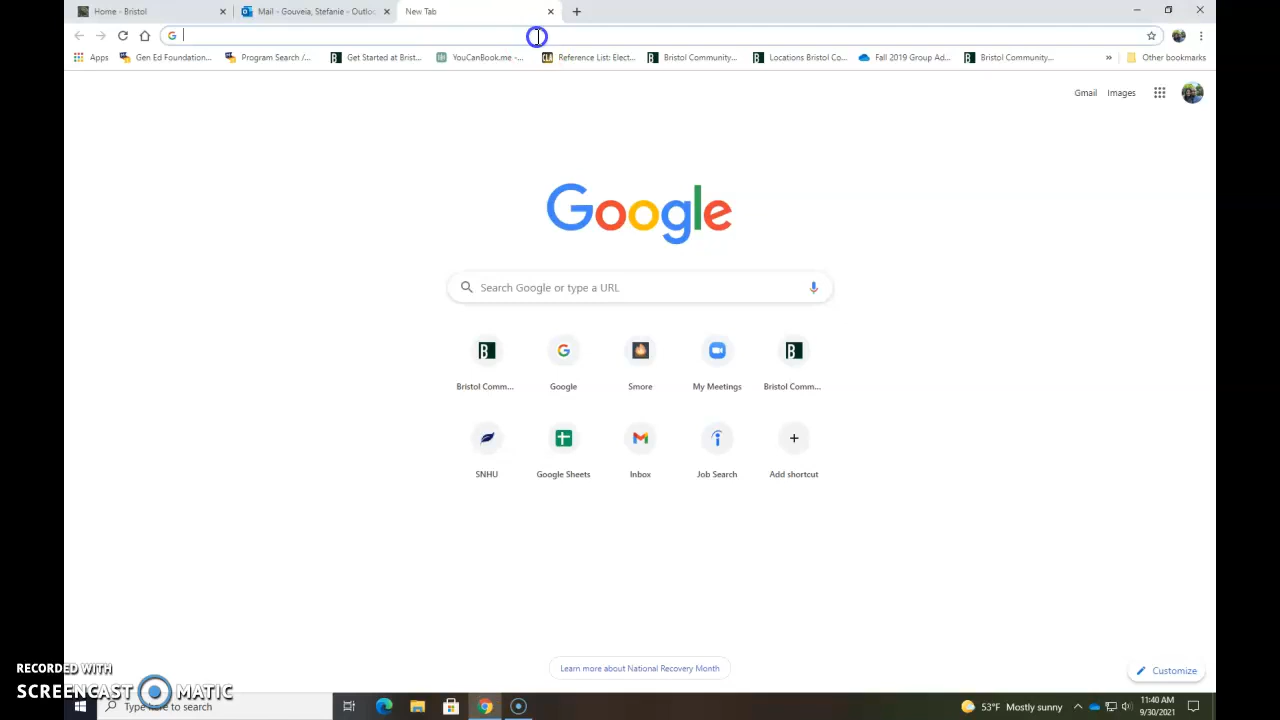 Home - Bristol
Mail - Gouveia, Stefanie - Outloo
New Tab
Apps
Gen Ed Foundation...
Program Search /...
Get Started at Brist...
YouCanBook.me -...
Reference List: Elect...
Bristol Community...
Locations Bristol Co...
Fall 2019 Group Ad...
Bristol Community...
»
Other bookmarks
Gmail
Images
Google
Search Google or type a URL
Bristol Comm...
Google
Smore
My Meetings
Bristol Comm...
SNHU
Google Sheets
Inbox
Job Search
Add shortcut
Learn more about National Recovery Month
Customize
RECORDED WITH
SCREENCAST MATIC
Type here to search
53°F Mostly sunny
11:40 AM
9/30/2021